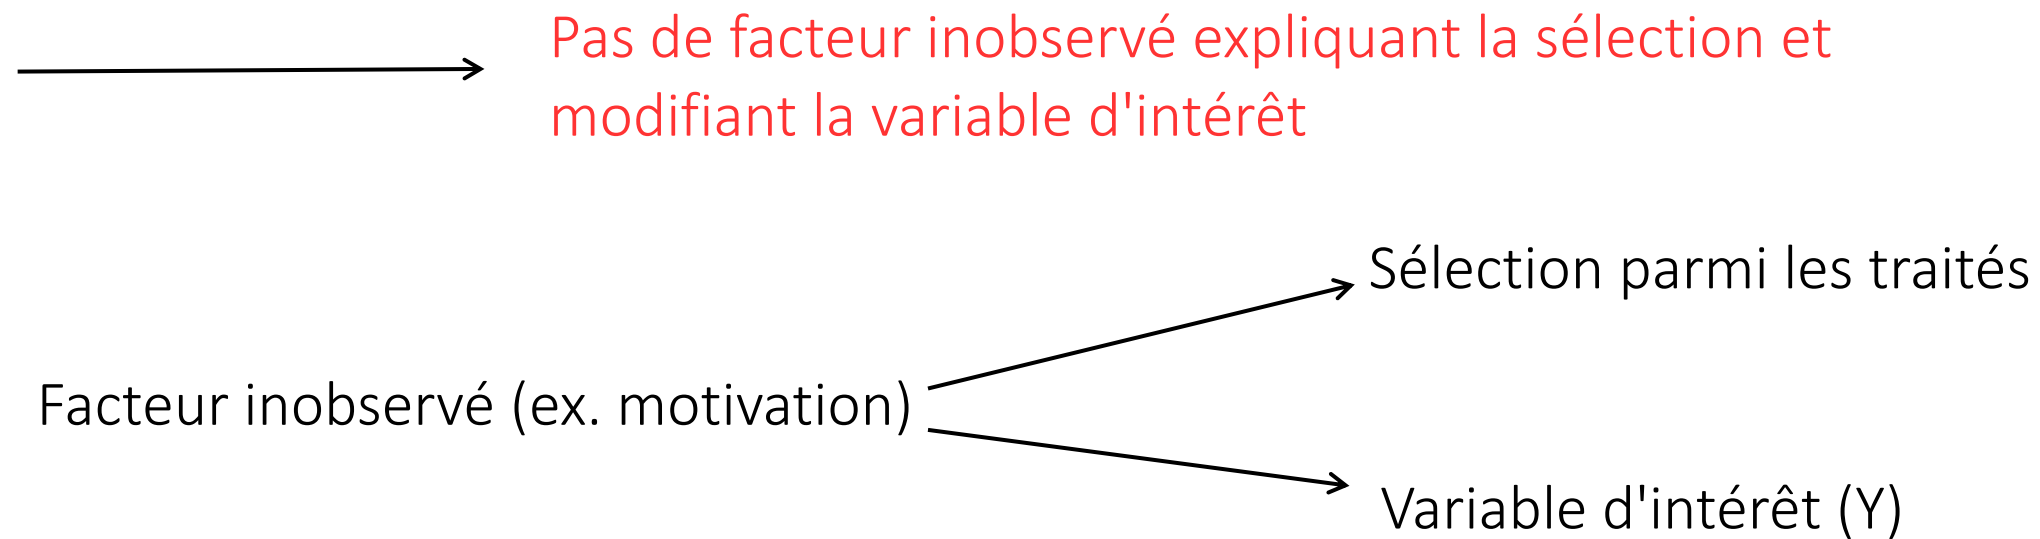 Pas de facteur inobservé expliquant la sélection et
modifiant la variable d'intérêt
Sélection parmi les traités
Facteur inobservé (ex. motivation)
Variable d'intérêt (Y)